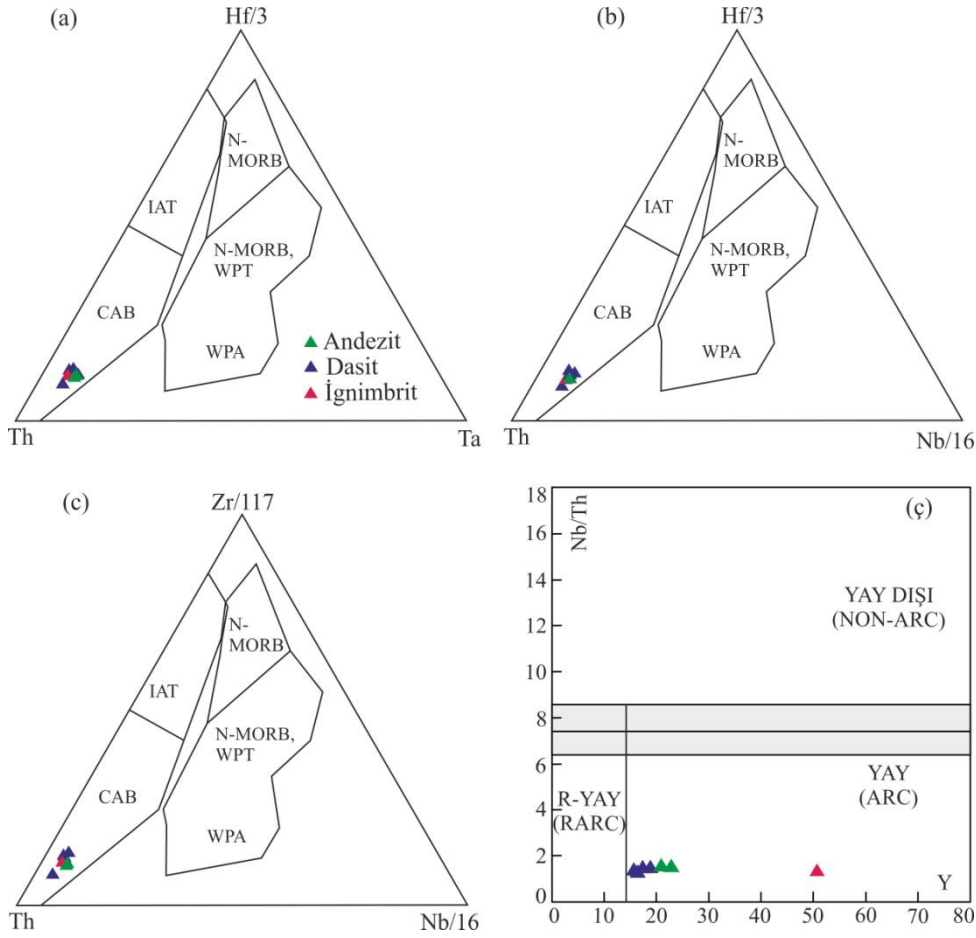 (a)
Hf/3
N-
MORB
IAT
N-MORB,
WPT
CAB
WPA
Andezit
Dasit
İgnimbrit
Th
Ta
(b)
Hf/3
N-
MORB
IAT
N-MORB,
WPT
CAB
WPA
Th
Nb/16
(c)
Zr/117
N-
MORB
IAT
N-MORB,
WPT
CAB
WPA
Th
Nb/16
(ç)
Nb/Th
18
16
14
12
10
8
6
4
2
0
YAY DIŞI
(NON-ARC)
R-YAY
(RARC)
YAY
(ARC)
Y
0 10 20 30 40 50 60 70 80